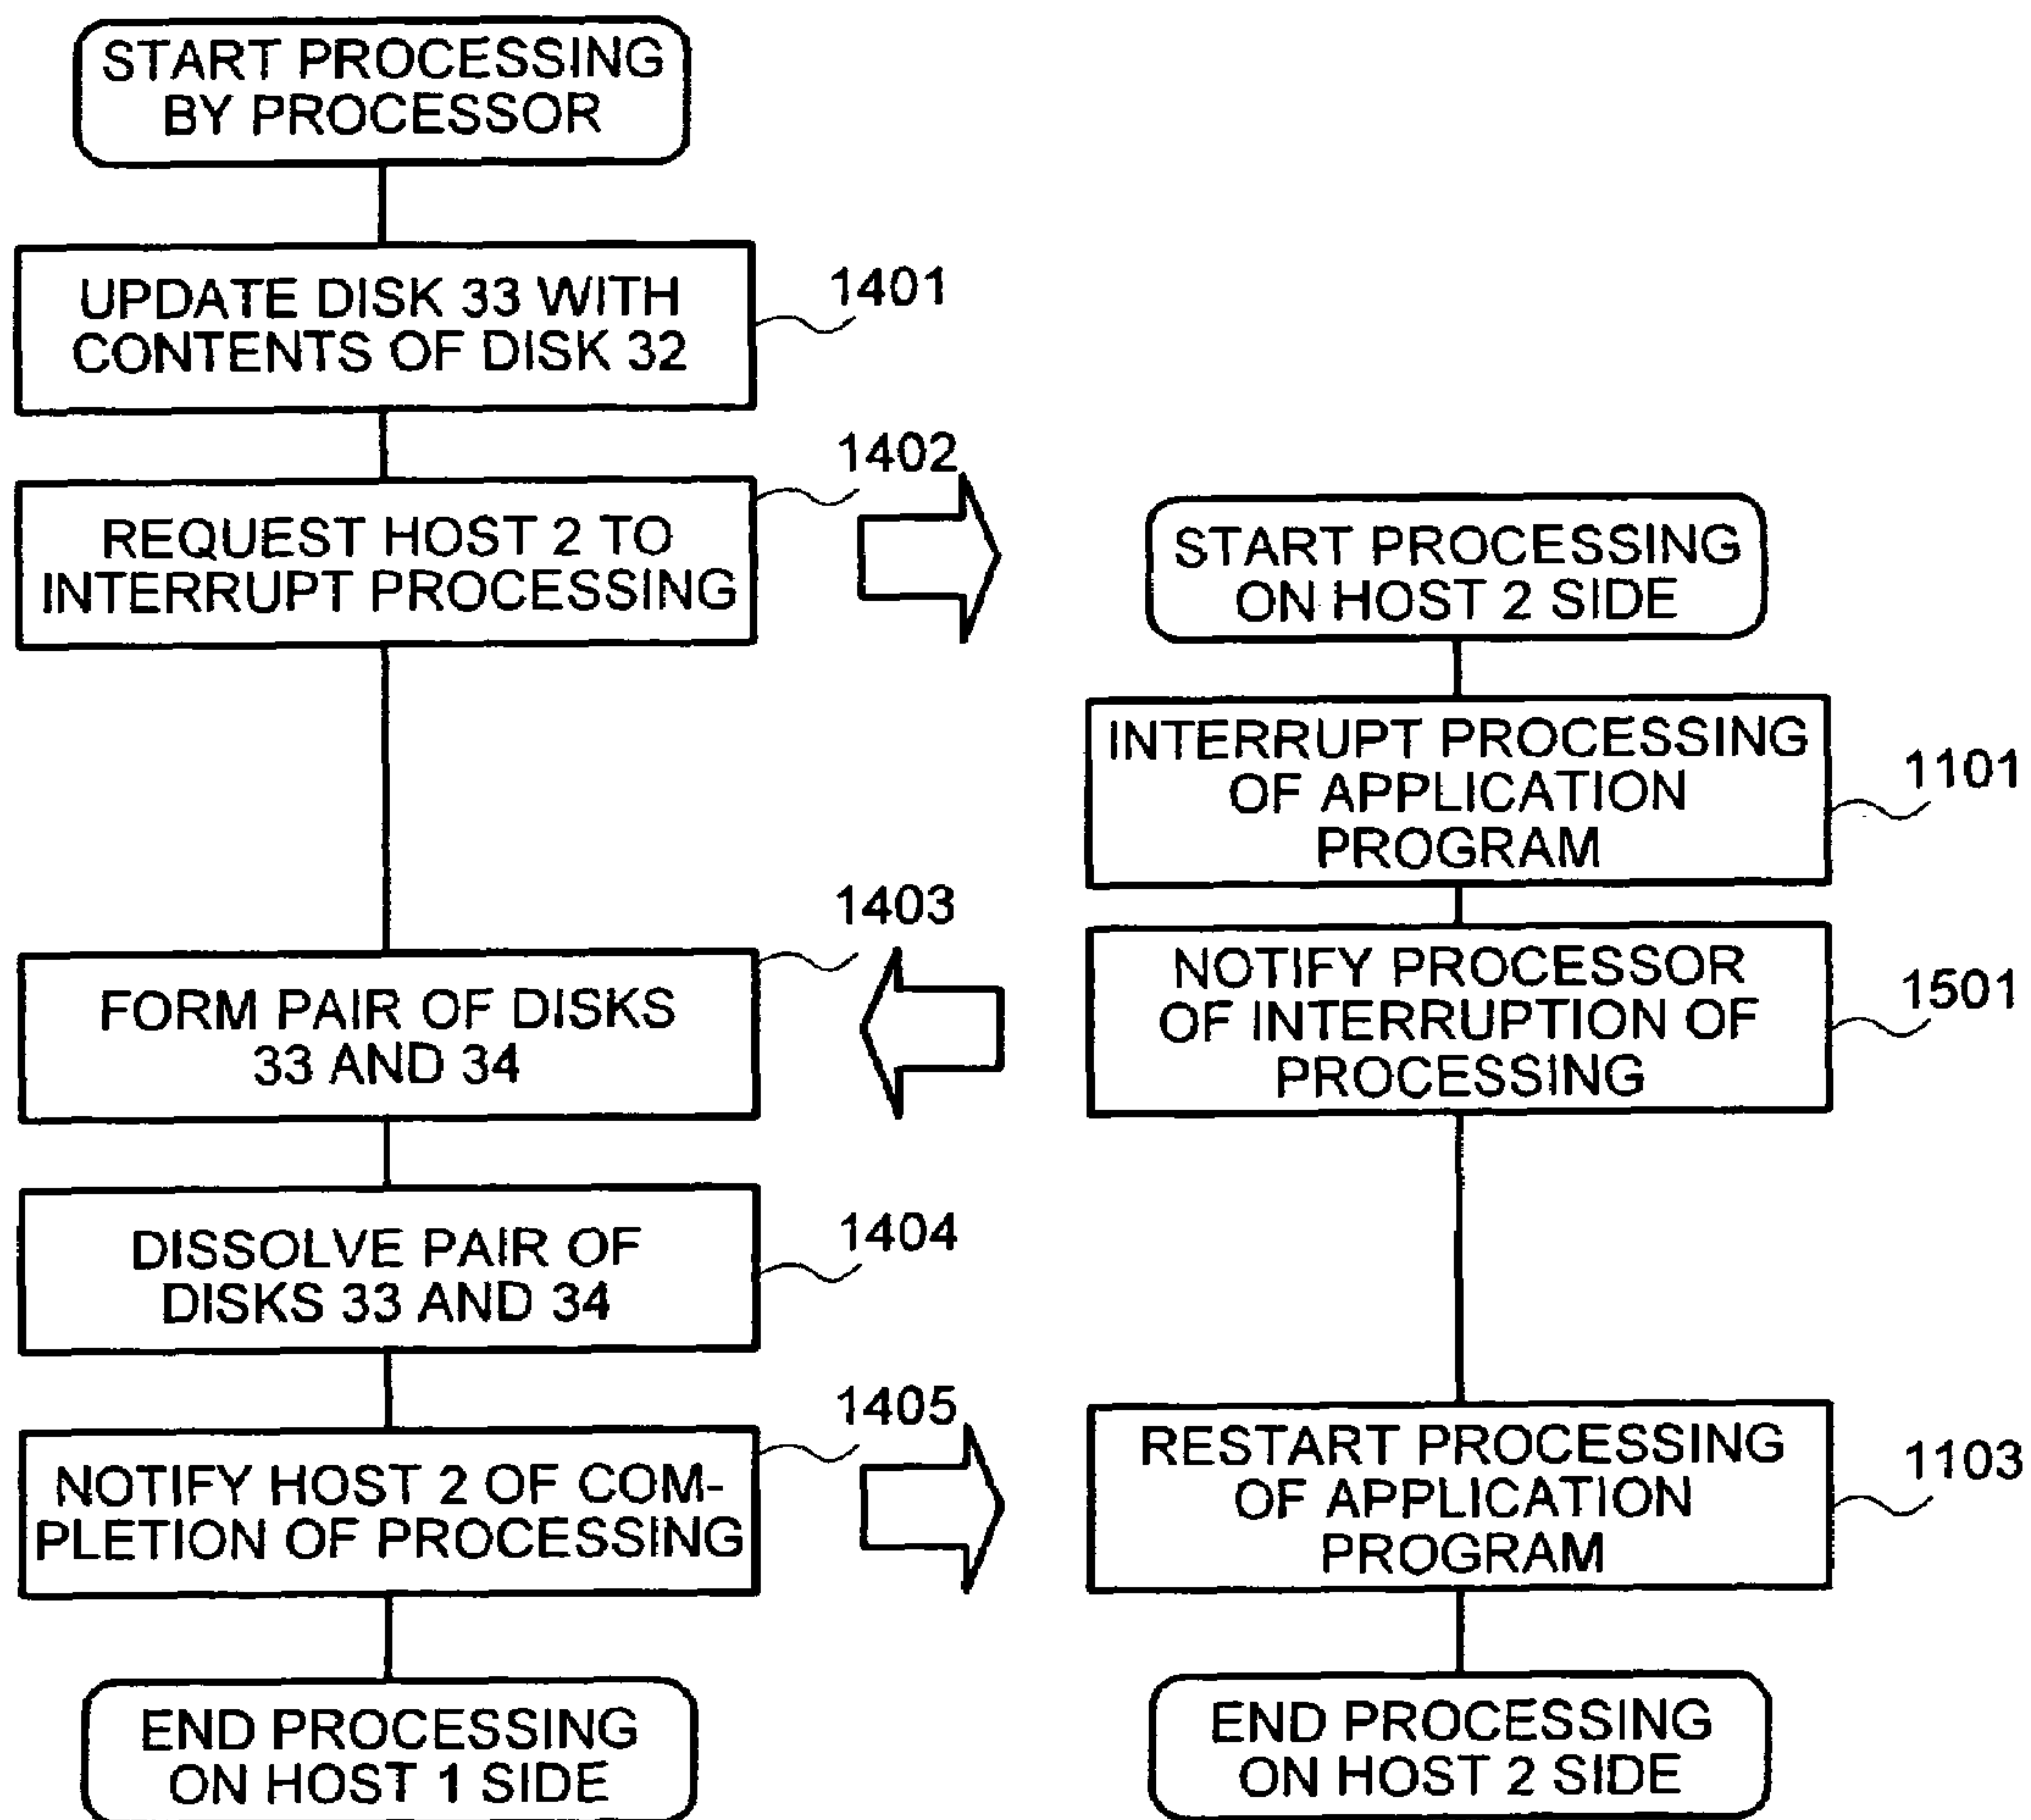 START PROCESSING
BY PROCESSOR
UPDATE DISK 33 WITH
CONTENTS OF DISK 32
1401
1402
REQUEST HOST 2 TO
INTERRUPT PROCESSING
START PROCESSING
ON HOST 2 SIDE
INTERRUPT PROCESSING
OF APPLICATION
PROGRAM
1101
1403
FORM PAIR OF DISKS
33 AND 34
NOTIFY PROCESSOR
OF INTERRUPTION OF
PROCESSING
1501
DISSOLVE PAIR OF
DISKS 33 AND 34
1404
1405
NOTIFY HOST 2 OF COM-
PLETION OF PROCESSING
RESTART PROCESSING
OF APPLICATION
PROGRAM
1103
END PROCESSING
ON HOST 1 SIDE
END PROCESSING
ON HOST 2 SIDE